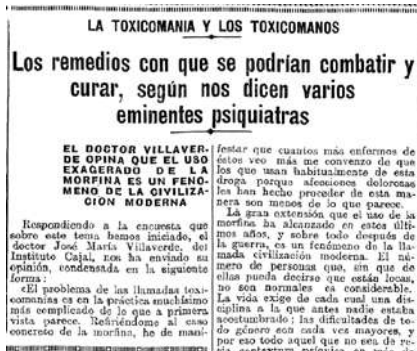 LA TOXICOMANIA Y LOS TOXICOMANOS
Los remedios con que se podrían combatir y
curar, según nos dicen varios
eminentes psiquiatras
EL DOCTOR VILLAVER-
DE OPINA QUE EL USO
EXAGERADO DE LA
MORFINA ES UN FENO-
MENO DE LA CIVILIZA-
CION MODERNA
Respondiendo a la encuesta que
sobre este tema hemos iniciado, el
doctor José María Villaverde, del
Instituto Cajal, nos ha enviado su
opinión, condensada en la siguiente
forma:
«El problema de las llamadas toxi-
comanías es en la práctica muchísimo
más complicado de lo que a primera
vista parece. Refiriéndome al caso
concreto de la morfina, he de mani-
festar que cuantos más enfermos de
éstos veo más me convenzo de que
los que usan habitualmente de esta
droga porque afecciones dolorosas
les han hecho proceder de esta ma-
nera son menos de lo que parece.
La gran extensión que el uso de la
morfina ha alcanzado en estos últi-
mos años, y sobre todo después de
la guerra, es un fenómeno de la lla-
mada civilización moderna. El nú-
mero de personas que, sin que de
ellas pueda decirse que están locas,
no son normales es considerable.
La vida exige de cada cual una dis-
ciplina a la que antes nadie estaba
acostumbrado; las dificultades de to-
do género son cada vez mayores, y
por eso todo aquel que no sea de re-